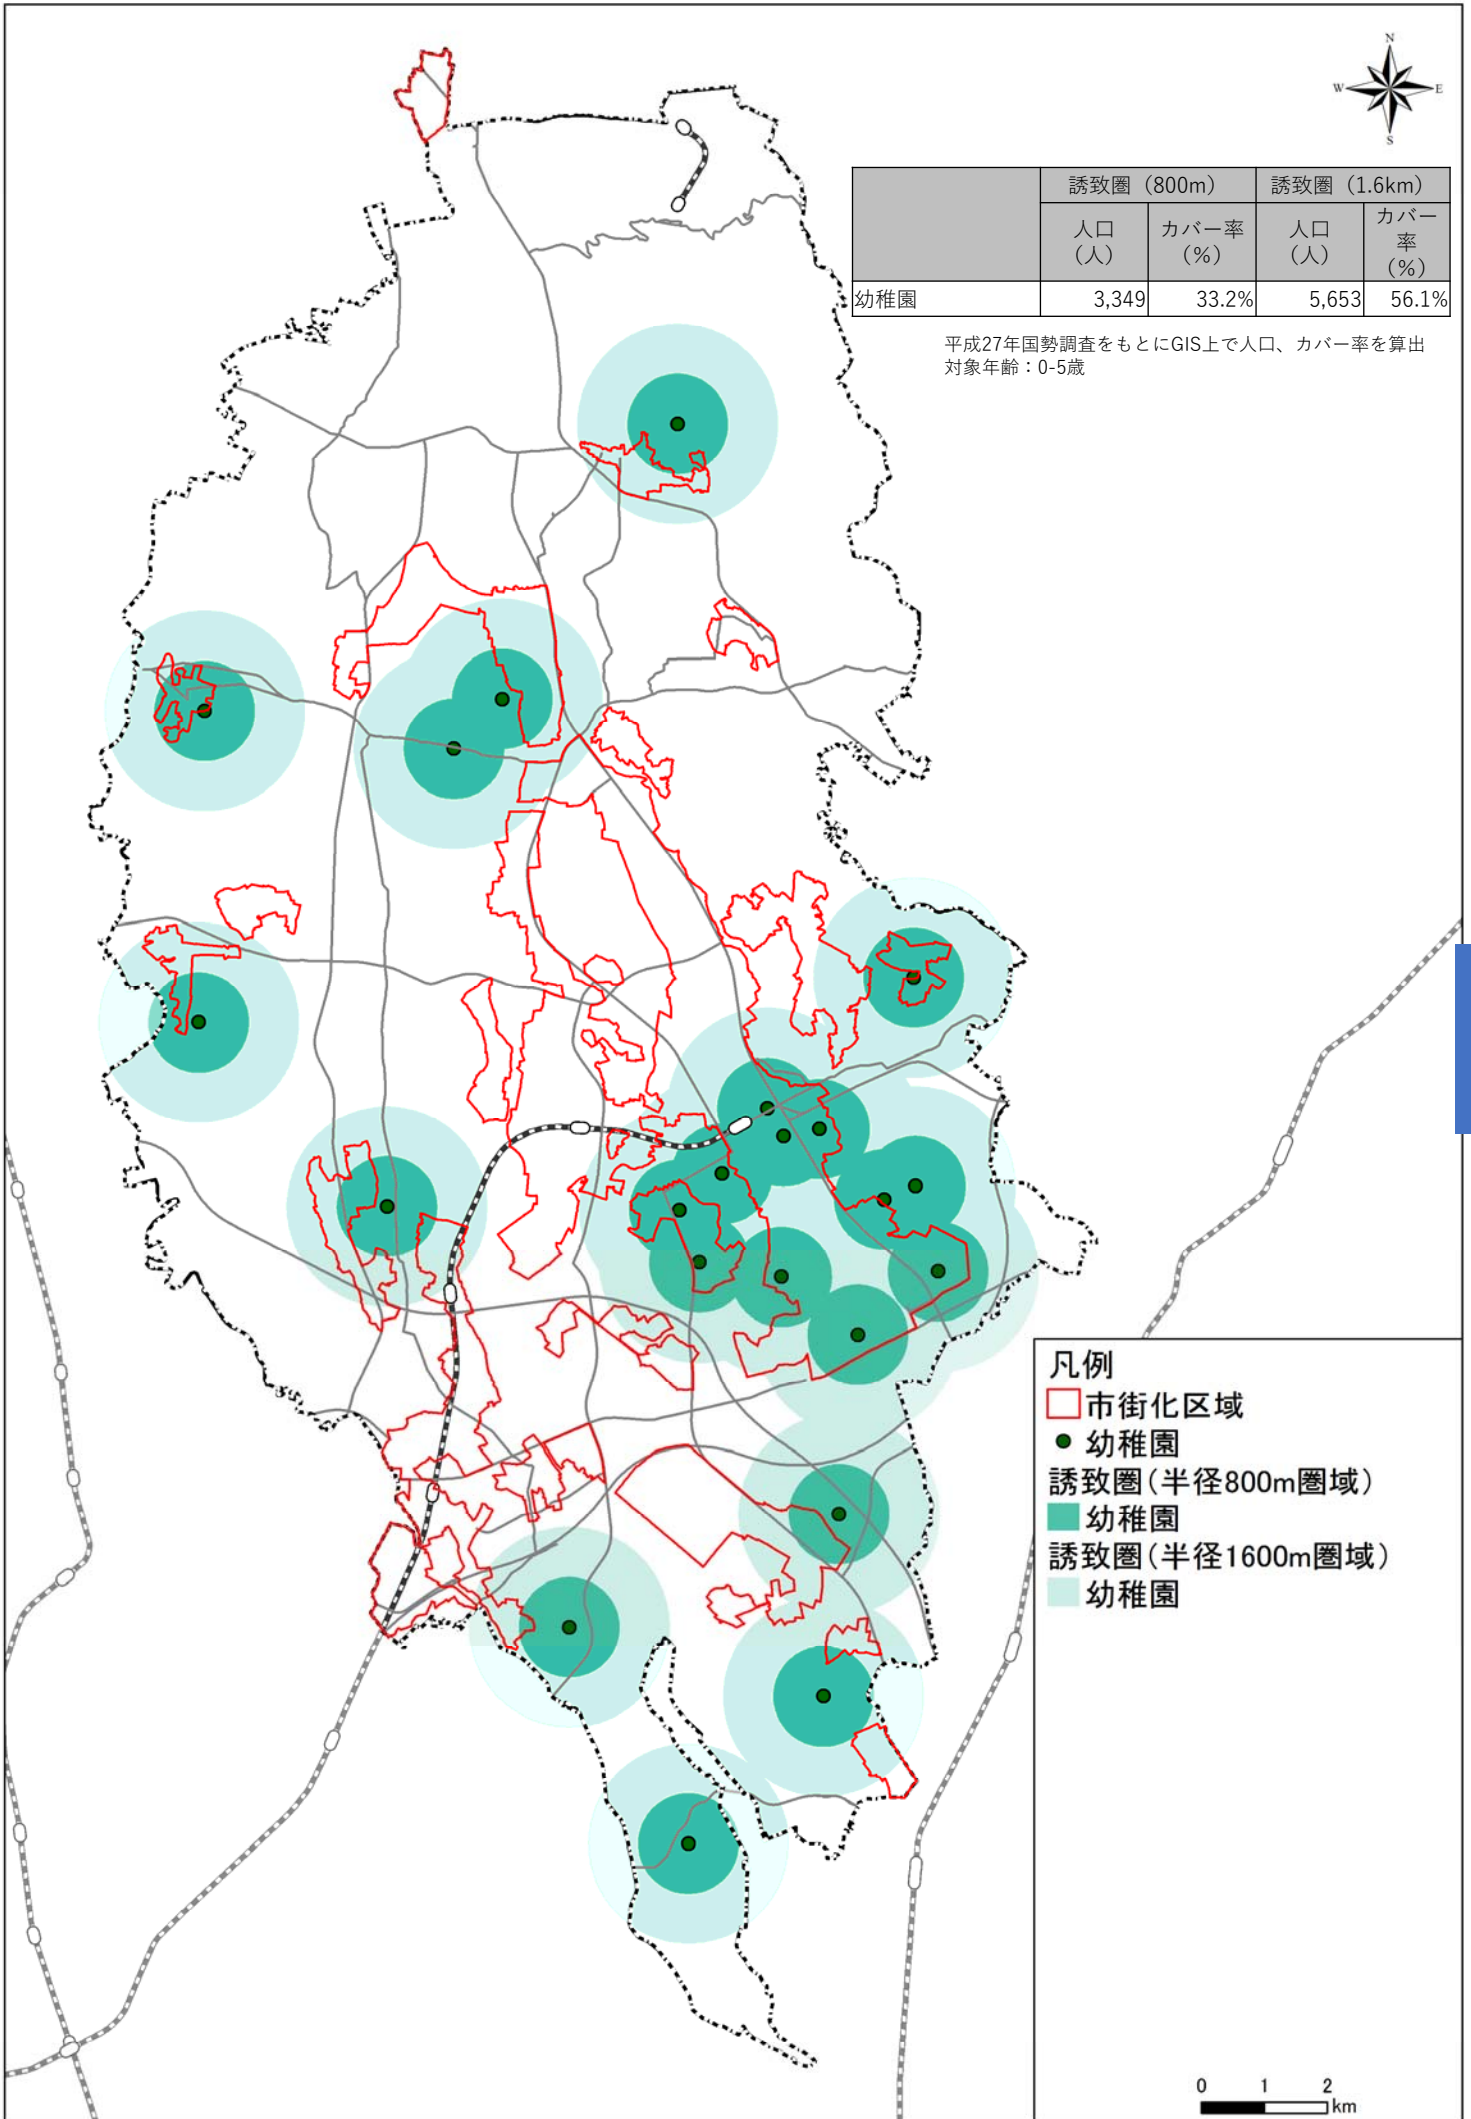 N
W
E
S
誘致圏（800m）
誘致圏（1.6km）
人口
（人）
カバー率
（%）
人口
（人）
カバー
率
（%）
幼稚園
3,349
33.2%
5,653
56.1%
平成27年国勢調査をもとにGIS上で人口、カバー率を算出
対象年齢：0-5歳
凡例
市街化区域
幼稚園
誘致圏(半径800m圏域)
幼稚園
誘致圏(半径1600m圏域)
幼稚園
0 1 2
km